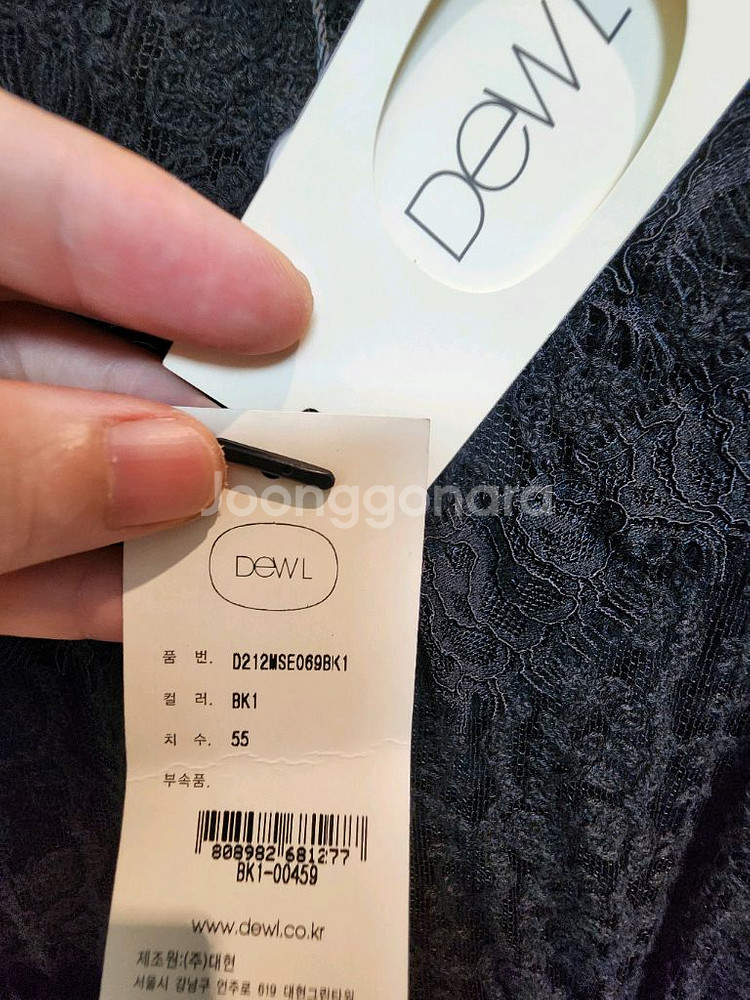 DeWL
Joonggonara
DeWL
품 번. D212MSE069BK1
컬 러. BK1
치 수. 55
부속품.
808982 681277
BK1-00459
www.dewl.co.kr
제조원:(주)대현
서울시 강남구 언주로 619 대현그린타워